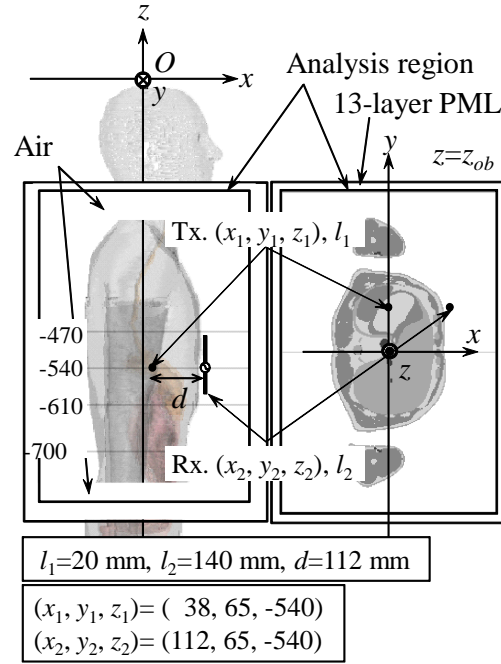 z
O
x
y
Analysis region
13-layer PML
Air
y
z=z_ob
Tx. (x₁, y₁, z₁), l₁
-470
-540
-610
-700
d
x
z
Rx. (x₂, y₂, z₂), l₂
l₁=20 mm, l₂=140 mm, d=112 mm
(x₁, y₁, z₁)= ( 38, 65, -540)
(x₂, y₂, z₂)= (112, 65, -540)